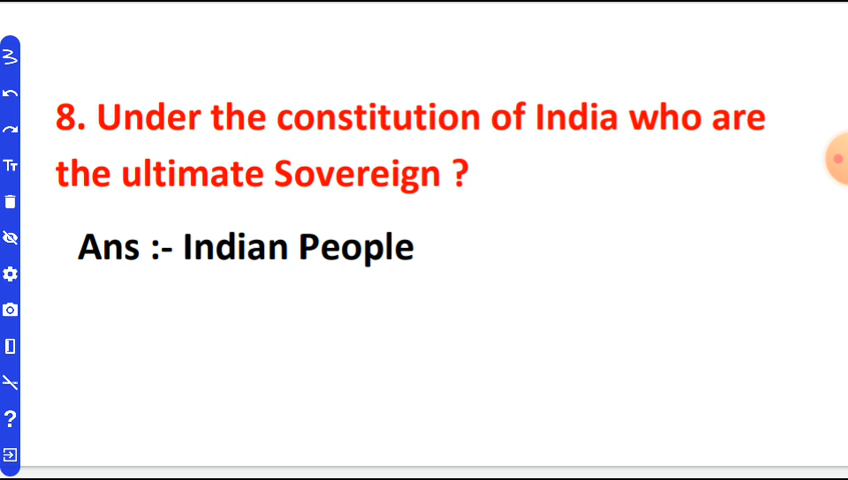 8. Under the constitution of India who are
the ultimate Sovereign ?
Ans :- Indian People